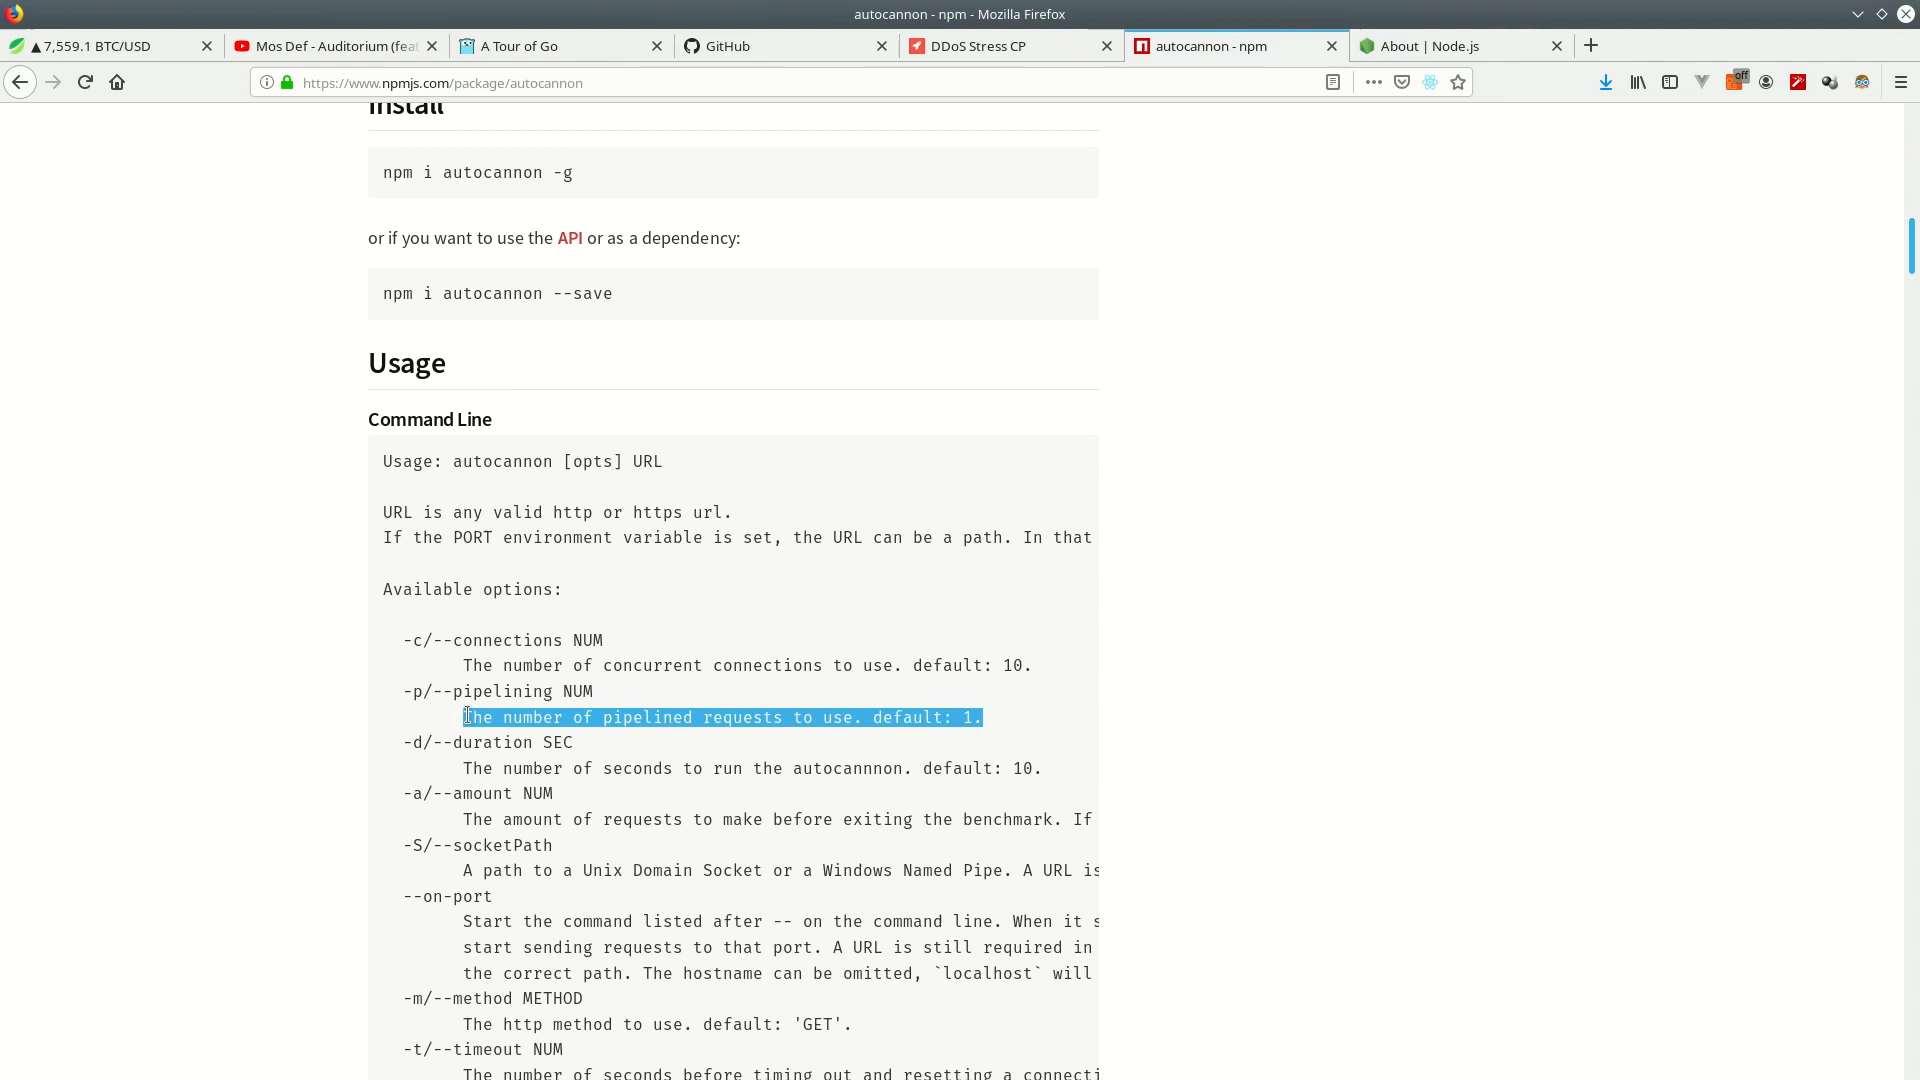 autocannon - npm - Mozilla Firefox
▲ 7,559.1 BTC/USD
Mos Def - Auditorium (feat
A Tour of Go
GitHub
DDoS Stress CP
autocannon - npm
About | Node.js
https://www.npmjs.com/package/autocannon
off
Install
npm i autocannon -g
or if you want to use the API or as a dependency:
npm i autocannon --save
Usage
Command Line
Usage: autocannon [opts] URL
URL is any valid http or https url.
If the PORT environment variable is set, the URL can be a path. In that
Available options:
-c/--connections NUM
The number of concurrent connections to use. default: 10.
-p/--pipelining NUM
The number of pipelined requests to use. default: 1.
-d/--duration SEC
The number of seconds to run the autocannnon. default: 10.
-a/--amount NUM
The amount of requests to make before exiting the benchmark. If
-S/--socketPath
A path to a Unix Domain Socket or a Windows Named Pipe. A URL is
--on-port
Start the command listed after -- on the command line. When it s
start sending requests to that port. A URL is still required in
the correct path. The hostname can be omitted, `localhost` will
-m/--method METHOD
The http method to use. default: 'GET'.
-t/--timeout NUM
The number of seconds before timing out and resetting a connecti